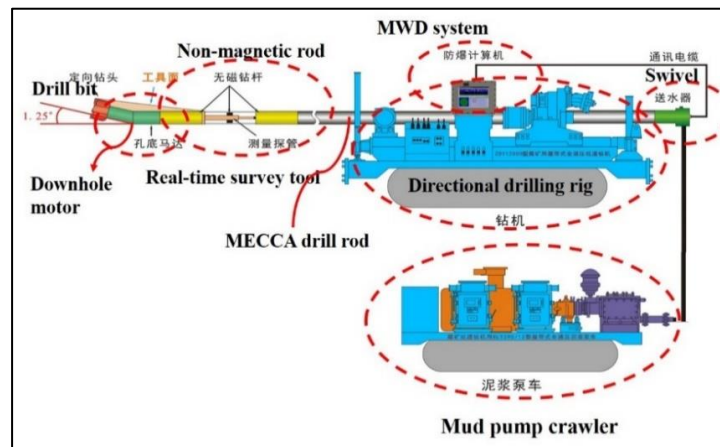 MWD system
Non-magnetic rod
防爆计算机
通讯电缆
定向钻头
工具面
无磁钻杆
Swivel
Drill bit
送水器
1. 25°
孔底马达
测量探管
Downhole
motor
Real-time survey tool
Directional drilling rig
MECCA drill rod
钻机
泥浆泵车
Mud pump crawler